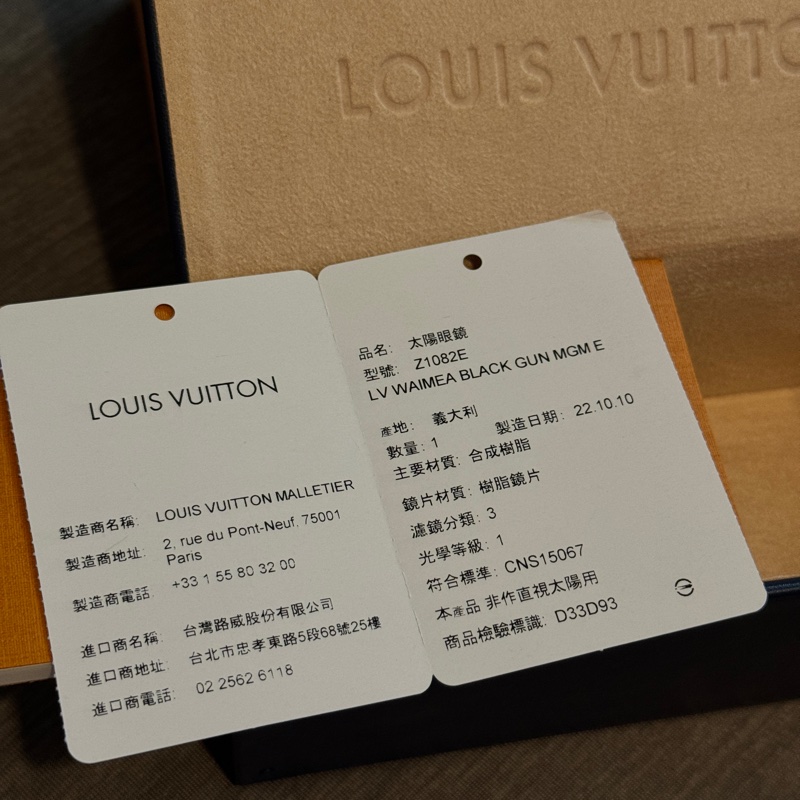 LOUIS VUITTO
LOUIS VUITTON
製造商名稱: LOUIS VUITTON MALLETIER
製造商地址: 2, rue du Pont-Neuf, 75001
Paris
製造商電話: +33 1 55 80 32 00
進口商名稱: 台灣路威股份有限公司
進口商地址: 台北市忠孝東路5段68號25樓
進口商電話: 02 2562 6118
品名: 太陽眼鏡
型號: Z1082E
LV WAIMEA BLACK GUN MGM E
產地: 義大利
數量: 1 製造日期: 22.10.10
主要材質: 合成樹脂
鏡片材質: 樹脂鏡片
濾鏡分類: 3
光學等級: 1
符合標準: CNS15067
本產品 非作直視太陽用
商品檢驗標識: D33D93